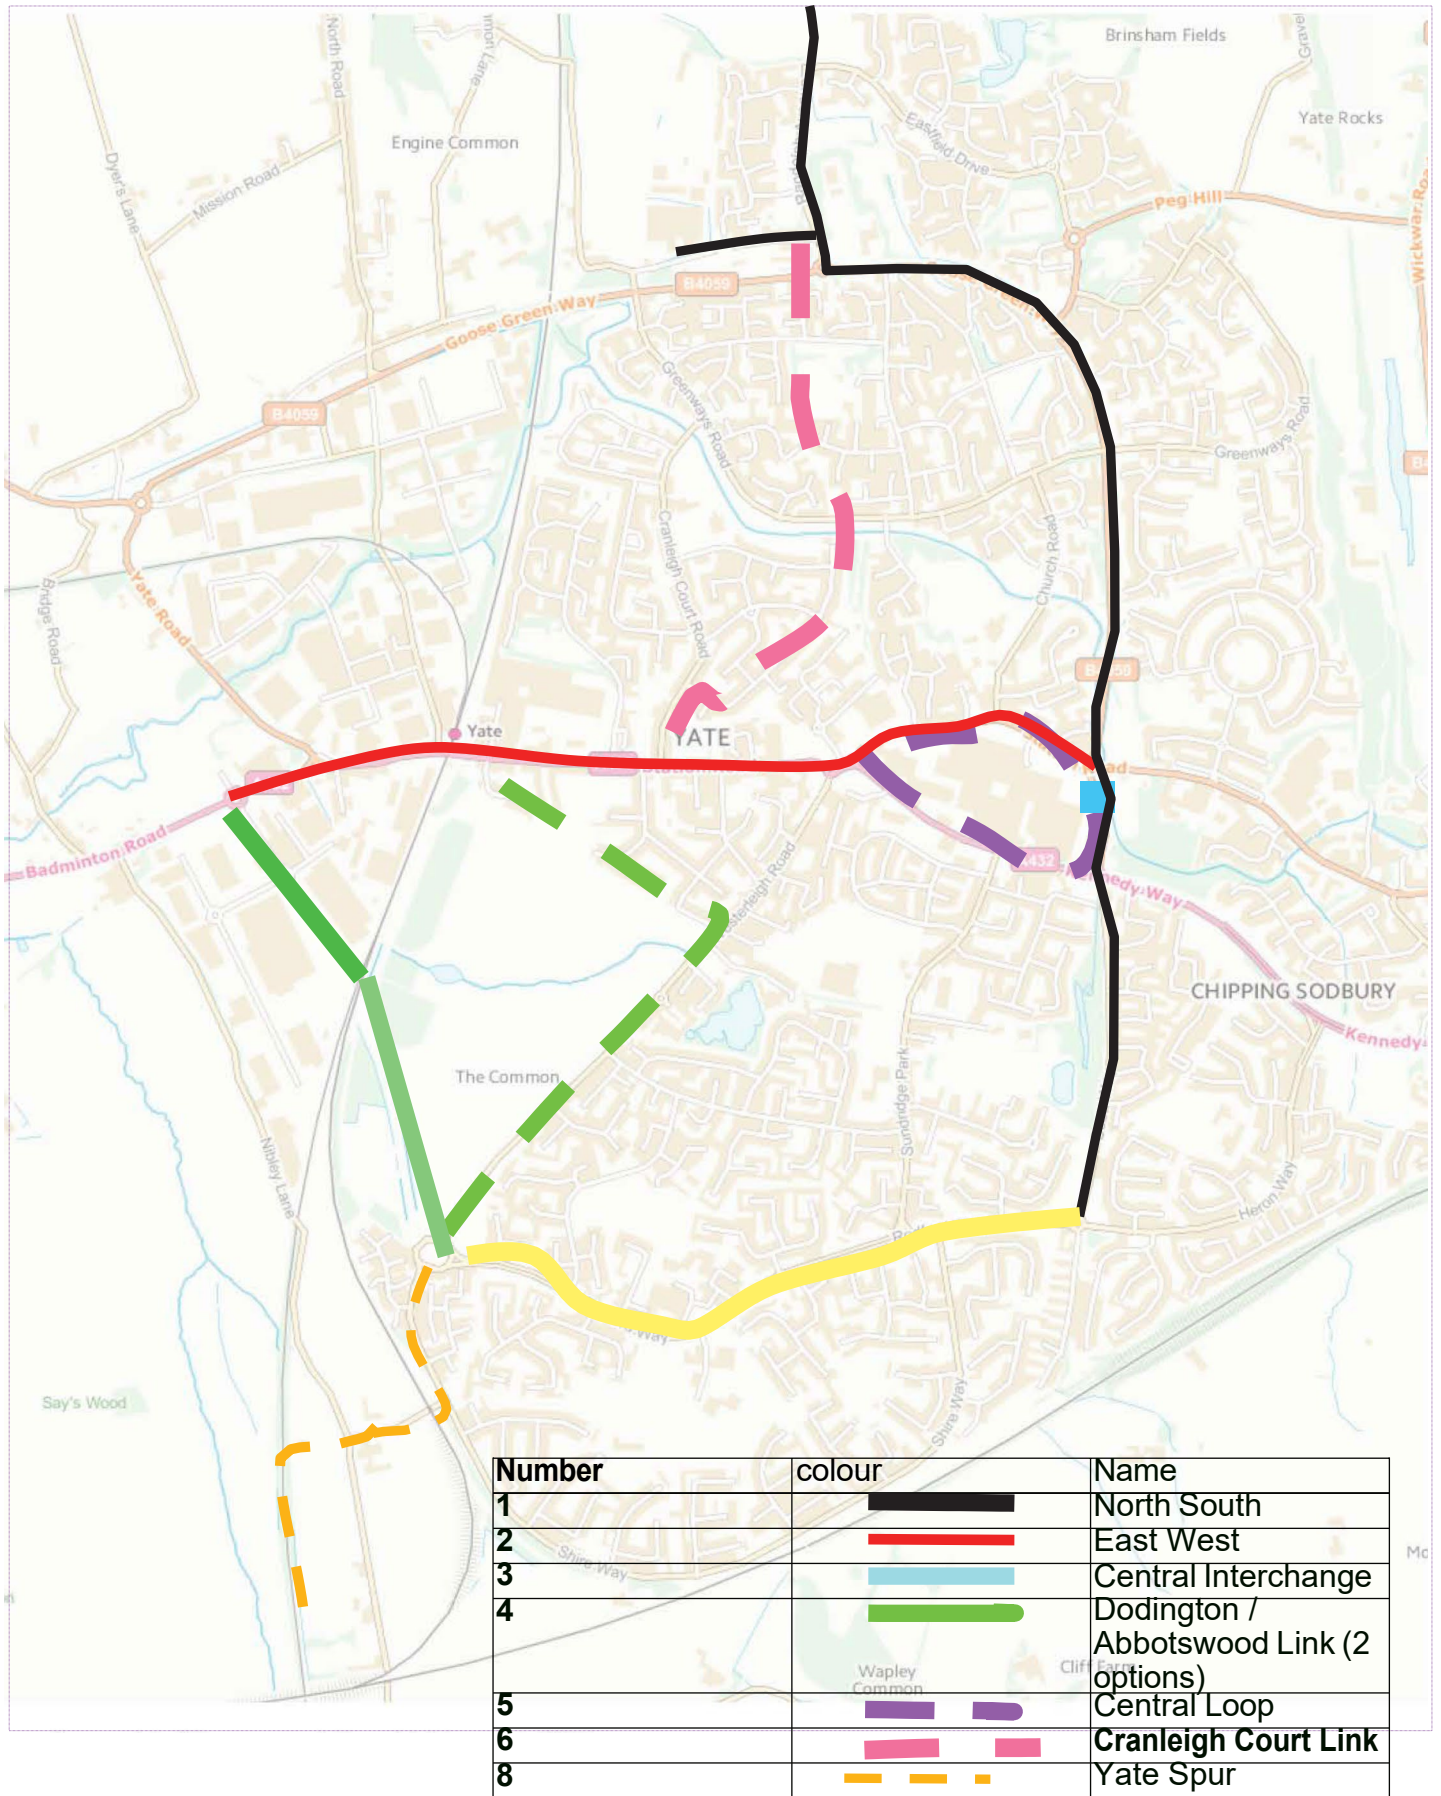 Brinsham Fields
North Road
Engine Common
Yate Rocks
Eastfield Drive
Dyer's Lane
Mission Road
Peg Hill
B4059
Goose Green Way
B4059
Greenways Road
Greenways Road
Cranleigh Court Road
Church Road
Yate Road
Bridge Road
B4059
Yate
YATE
Badminton Road
A432
Kennedy Way
CHIPPING SODBURY
Kennedy
The Common
Sundridge Park
Nibley Lane
Heron Way
Way
Say's Wood
Shire Way
Shire Way
Wapley
Common
Cliff Farm
Number colour Name
1 North South
2 East West
3 Central Interchange
4 Dodington /
Abbotswood Link (2
options)
5 Central Loop
6 Cranleigh Court Link
8 Yate Spur